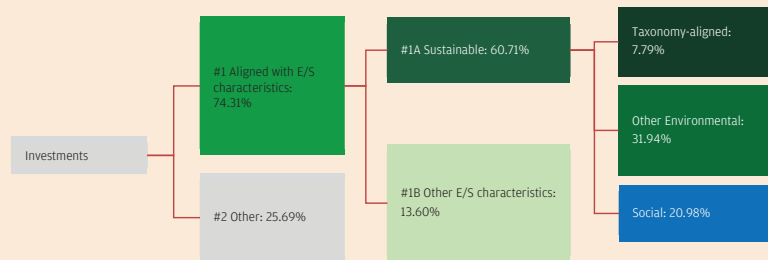 Investments
#1 Aligned with E/S
characteristics:
74.31%
#2 Other: 25.69%
#1A Sustainable: 60.71%
#1B Other E/S characteristics:
13.60%
Taxonomy-aligned:
7.79%
Other Environmental:
31.94%
Social: 20.98%